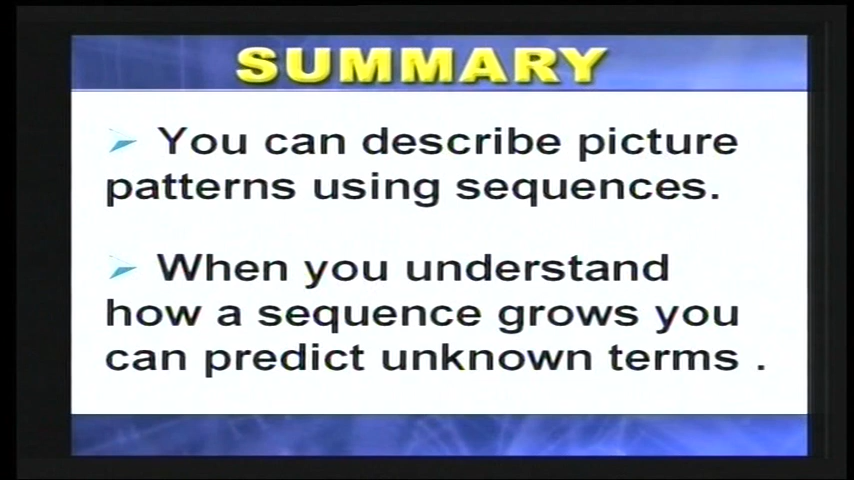 SUMMARY
You can describe picture
patterns using sequences.
When you understand
how a sequence grows you
can predict unknown terms .